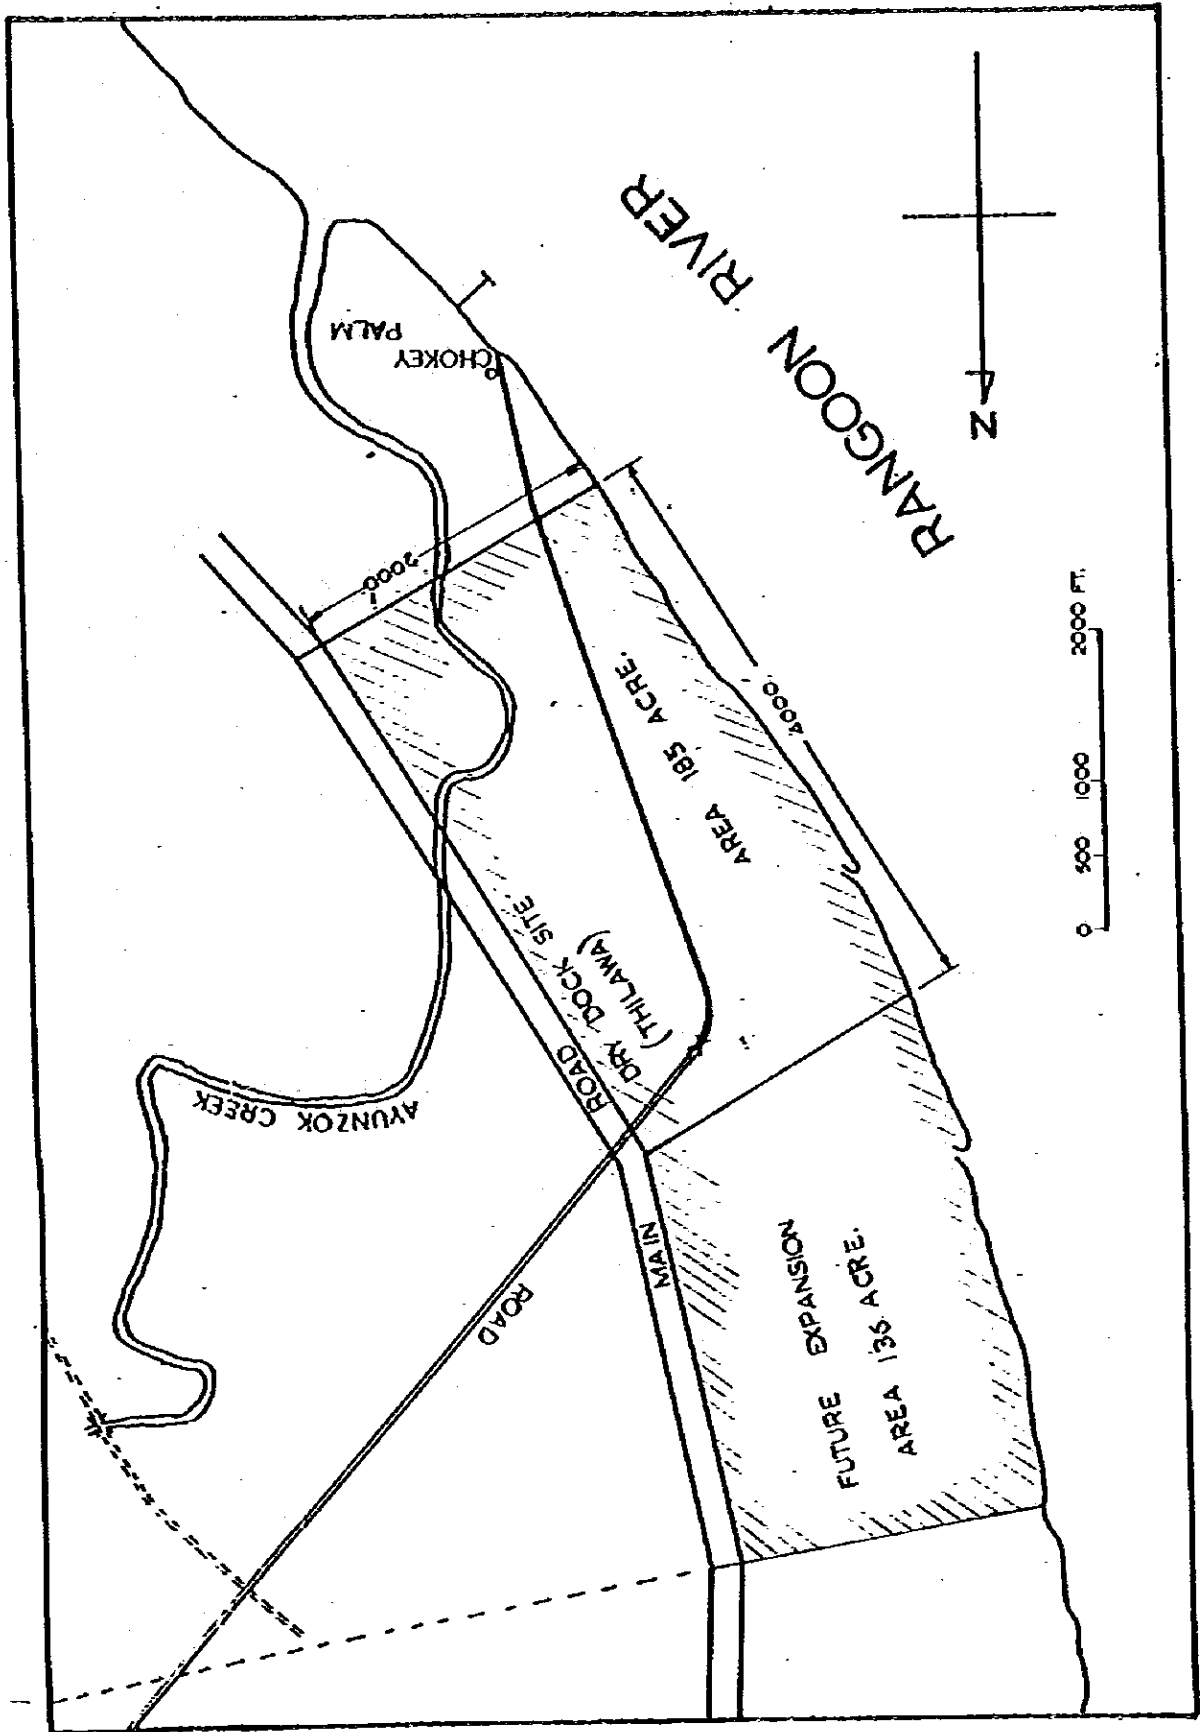 RANGOON RIVER
N
PALM
CHOKEY
2000'
4000
AREA 185 ACRE.
DRY DOCK SITE
(THILAWA)
MAIN ROAD
ROAD
AYUNZOK CREEK
FUTURE EXPANSION
AREA 135 ACRE.
0 500 1000 2000 FT.